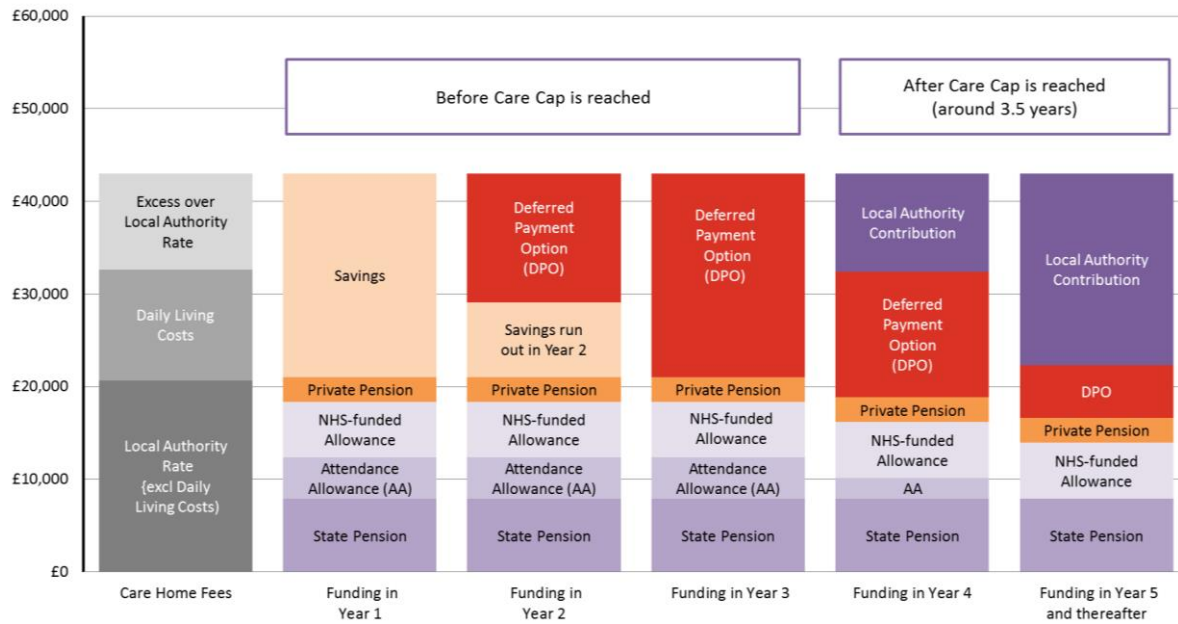 £60,000
£50,000
£40,000
£30,000
£20,000
£10,000
£0
Before Care Cap is reached
After Care Cap is reached
(around 3.5 years)
Excess over
Local Authority
Rate
Daily Living
Costs
Local Authority
Rate
{excl Daily
Living Costs)
Care Home Fees
Savings
Private Pension
NHS-funded
Allowance
Attendance
Allowance (AA)
State Pension
Funding in
Year 1
Deferred
Payment
Option
(DPO)
Savings run
out in Year 2
Private Pension
NHS-funded
Allowance
Attendance
Allowance (AA)
State Pension
Funding in
Year 2
Deferred
Payment
Option
(DPO)
Private Pension
NHS-funded
Allowance
Attendance
Allowance (AA)
State Pension
Funding in Year 3
Local Authority
Contribution
Deferred
Payment
Option
(DPO)
Private Pension
NHS-funded
Allowance
AA
State Pension
Funding in Year 4
Local Authority
Contribution
DPO
Private Pension
NHS-funded
Allowance
State Pension
Funding in Year 5
and thereafter